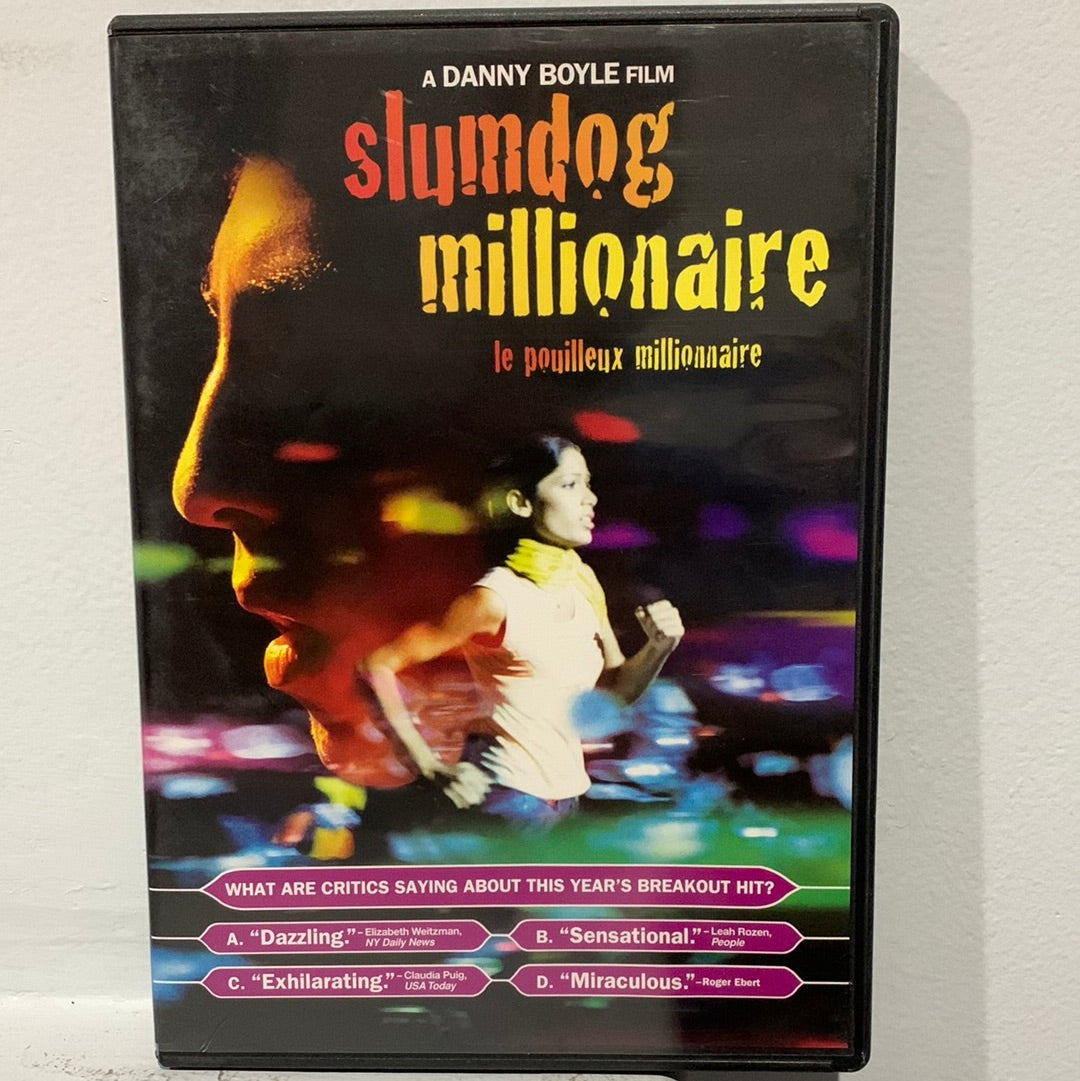 A DANNY BOYLE FILM
slumdog
millionaire
le pouilleux millionnaire
WHAT ARE CRITICS SAYING ABOUT THIS YEAR'S BREAKOUT HIT?
A. "Dazzling." – Elizabeth Weitzman,
NY Daily News
B. "Sensational." – Leah Rozen,
People
C. "Exhilarating." – Claudia Puig,
USA Today
D. "Miraculous." – Roger Ebert